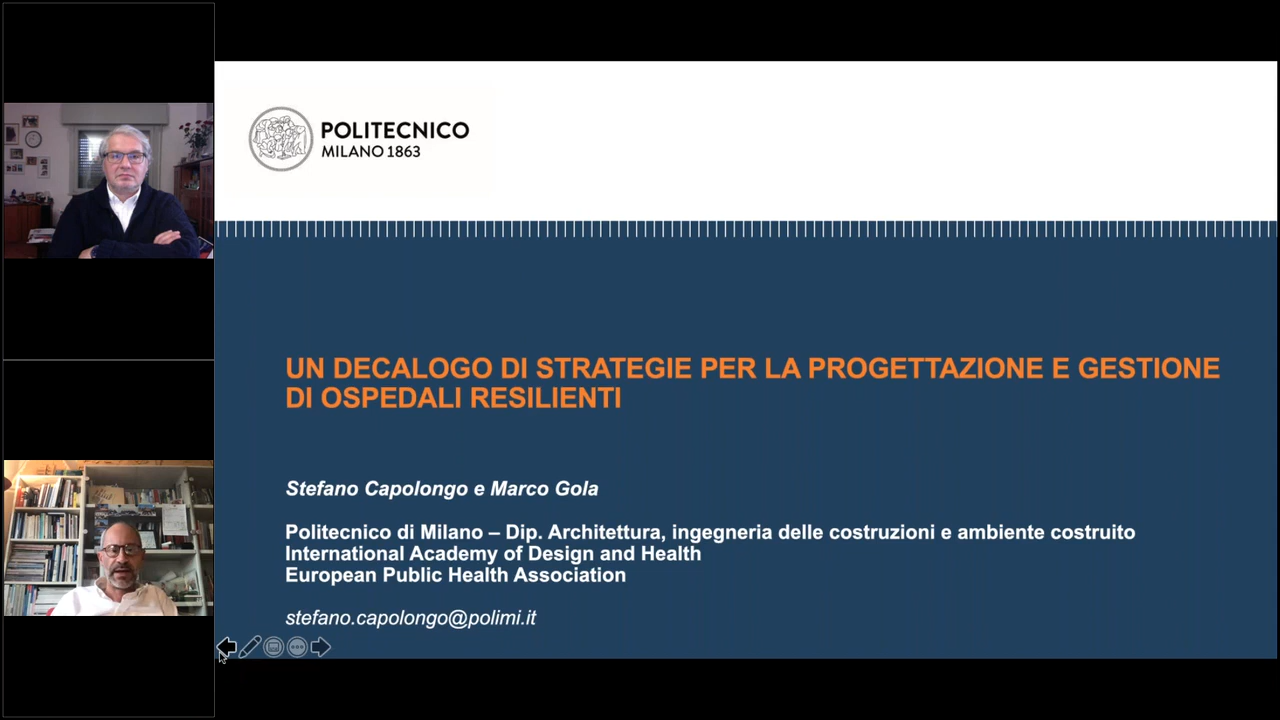 POLITECNICO
MILANO 1863
UN DECALOGO DI STRATEGIE PER LA PROGETTAZIONE E GESTIONE
DI OSPEDALI RESILIENTI
Stefano Capolongo e Marco Gola
Politecnico di Milano – Dip. Architettura, ingegneria delle costruzioni e ambiente costruito
International Academy of Design and Health
European Public Health Association
stefano.capolongo@polimi.it